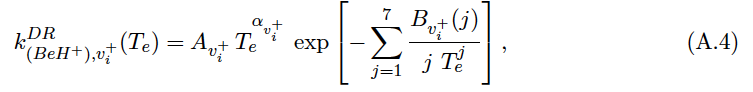 $k^{DR}_{(BeH^+),v_i^+}(T_e) = A_{v_i^+} \, T_e^{\alpha_{v_i^+}} \, \exp\left[-\sum_{j=1}^{7} \frac{B_{v_i^+}(j)}{j \, T_e^j}\right],$ (A.4)